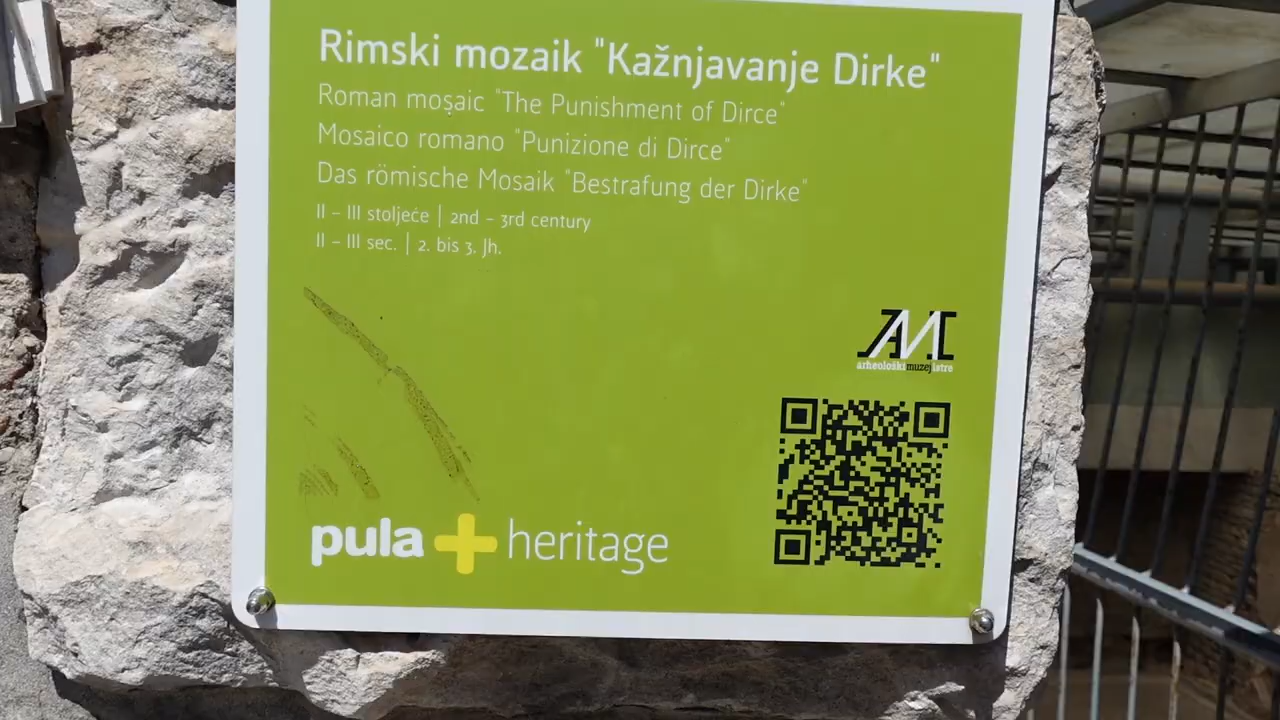 Rimski mozaik "Kažnjavanje Dirke"
Roman mosaic "The Punishment of Dirce"
Mosaico romano "Punizione di Dirce"
Das römische Mosaik "Bestrafung der Dirke"
II – III stoljeće | 2nd – 3rd century
II – III sec. | 2. bis 3. Jh.
AMI
arheološki muzej istre
pula + heritage